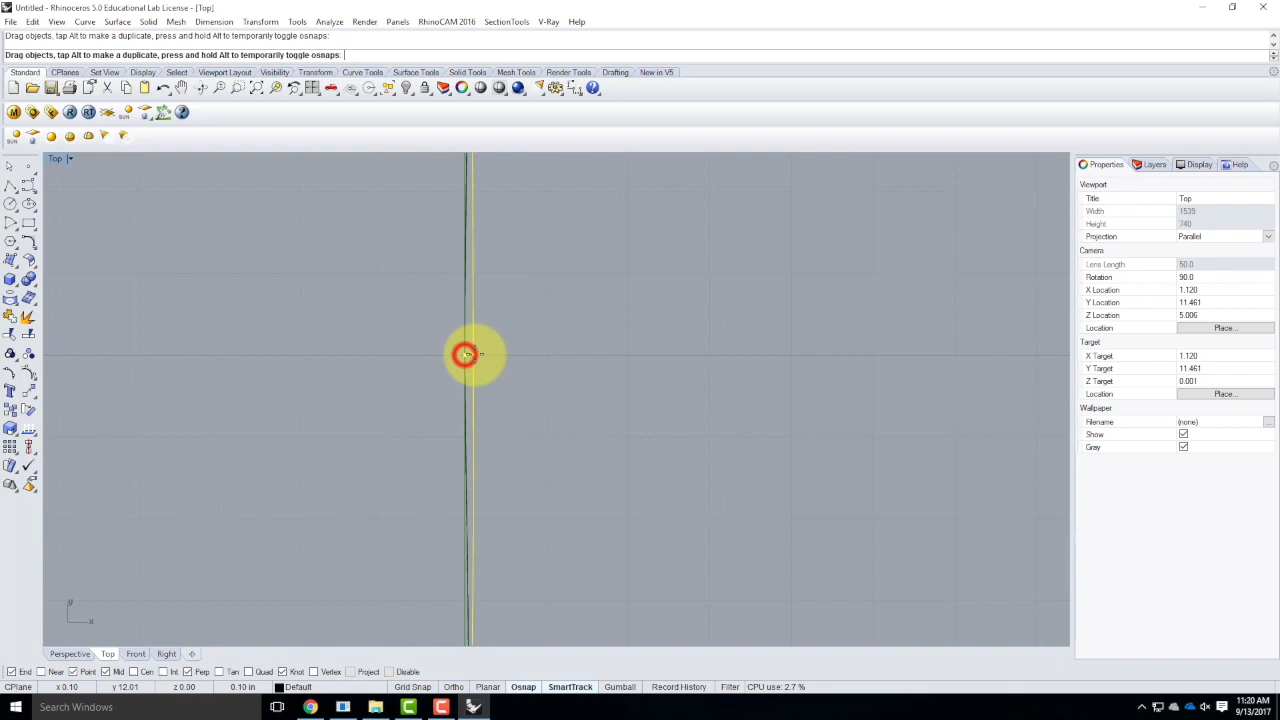 Untitled - Rhinoceros 5.0 Educational Lab License - [Top]
File Edit View Curve Surface Solid Mesh Dimension Transform Tools Analyze Render Panels RhinoCAM 2016 SectionTools V-Ray Help
Drag objects, tap Alt to make a duplicate, press and hold Alt to temporarily toggle osnaps:
Drag objects, tap Alt to make a duplicate, press and hold Alt to temporarily toggle osnaps:
Standard CPlanes Set View Display Select Viewport Layout Visibility Transform Curve Tools Surface Tools Solid Tools Mesh Tools Render Tools Drafting New in V5
M R RT
SUN
SUN
Top
Properties Layers Display Help
Viewport
Title Top
Width 1539
Height 740
Projection Parallel
Camera
Lens Length 50.0
Rotation 90.0
X Location 1.120
Y Location 11.461
Z Location 5.006
Location Place...
Target
X Target 1.120
Y Target 11.461
Z Target 0.001
Location Place...
Wallpaper
Filename (none) ...
Show
Gray
y
x
Perspective Top Front Right
End Near Point Mid Cen Int Perp Tan Quad Knot Vertex Project Disable
CPlane x 0.10 y 12.01 z 0.00 0.10 in Default Grid Snap Ortho Planar Osnap SmartTrack Gumball Record History Filter CPU use: 2.7 %
Search Windows
11:20 AM
9/13/2017